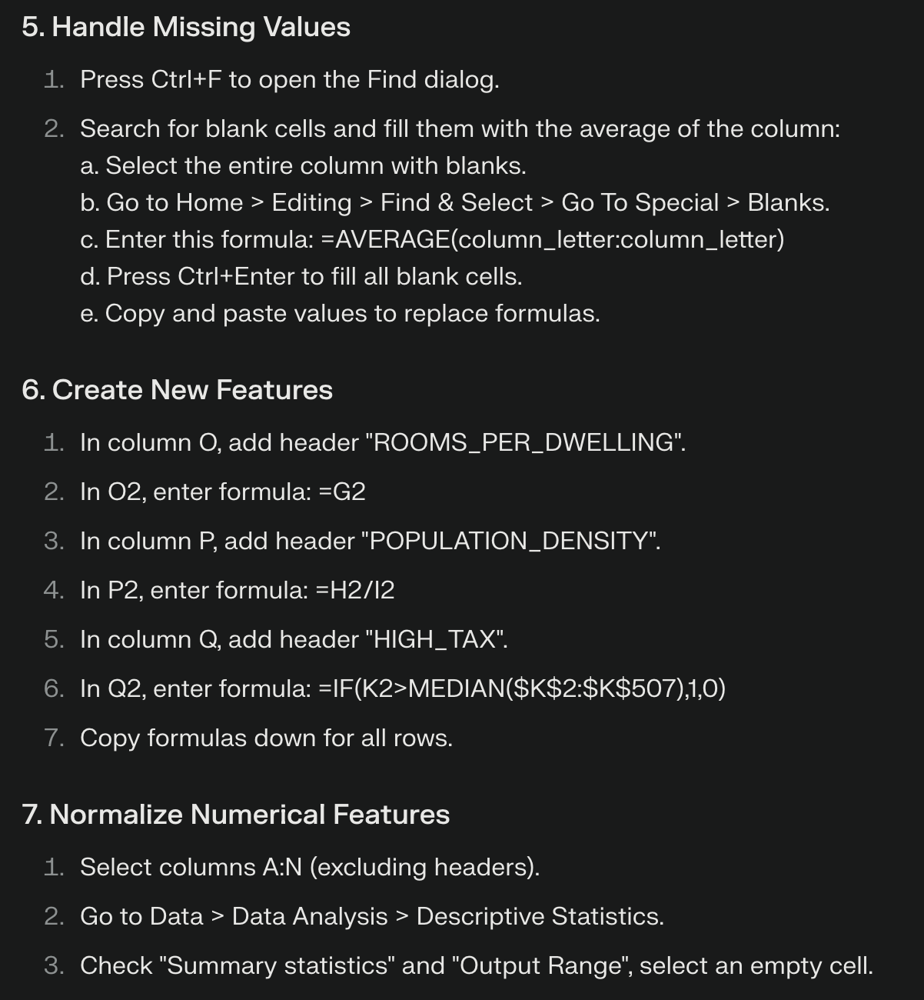 5. Handle Missing Values
1. Press Ctrl+F to open the Find dialog.
2. Search for blank cells and fill them with the average of the column:
a. Select the entire column with blanks.
b. Go to Home > Editing > Find & Select > Go To Special > Blanks.
c. Enter this formula: =AVERAGE(column_letter:column_letter)
d. Press Ctrl+Enter to fill all blank cells.
e. Copy and paste values to replace formulas.
6. Create New Features
1. In column O, add header "ROOMS_PER_DWELLING".
2. In O2, enter formula: =G2
3. In column P, add header "POPULATION_DENSITY".
4. In P2, enter formula: =H2/I2
5. In column Q, add header "HIGH_TAX".
6. In Q2, enter formula: =IF(K2>MEDIAN($K$2:$K$507),1,0)
7. Copy formulas down for all rows.
7. Normalize Numerical Features
1. Select columns A:N (excluding headers).
2. Go to Data > Data Analysis > Descriptive Statistics.
3. Check "Summary statistics" and "Output Range", select an empty cell.